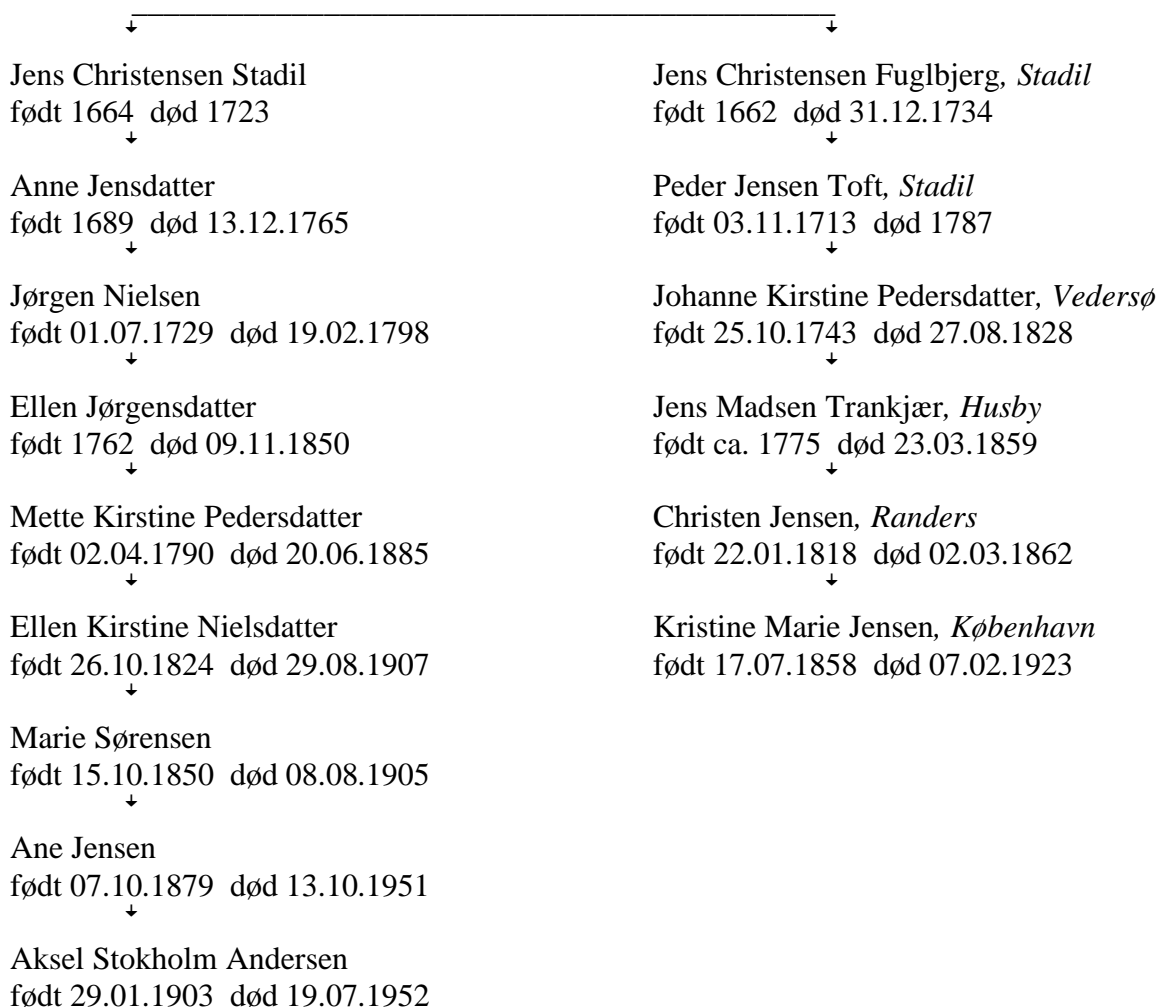 Jens Christensen Stadil
født 1664 død 1723
Anne Jensdatter
født 1689 død 13.12.1765
Jørgen Nielsen
født 01.07.1729 død 19.02.1798
Ellen Jørgensdatter
født 1762 død 09.11.1850
Mette Kirstine Pedersdatter
født 02.04.1790 død 20.06.1885
Ellen Kirstine Nielsdatter
født 26.10.1824 død 29.08.1907
Marie Sørensen
født 15.10.1850 død 08.08.1905
Ane Jensen
født 07.10.1879 død 13.10.1951
Aksel Stokholm Andersen
født 29.01.1903 død 19.07.1952
Jens Christensen Fuglbjerg, Stadil
født 1662 død 31.12.1734
Peder Jensen Toft, Stadil
født 03.11.1713 død 1787
Johanne Kirstine Pedersdatter, Vedersø
født 25.10.1743 død 27.08.1828
Jens Madsen Trankjær, Husby
født ca. 1775 død 23.03.1859
Christen Jensen, Randers
født 22.01.1818 død 02.03.1862
Kristine Marie Jensen, København
født 17.07.1858 død 07.02.1923